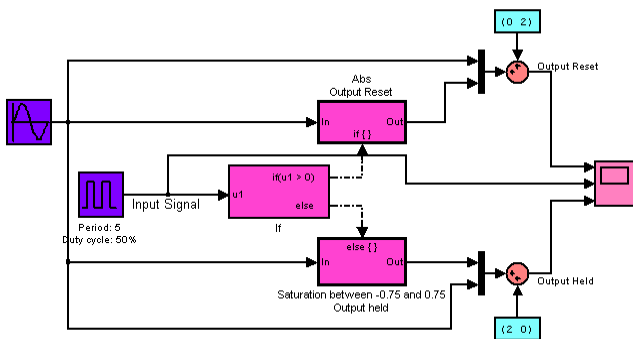 (0 2)
Output Reset
Abs
Output Reset
In
Out
if { }
if(u1 > 0)
u1
else
If
Input Signal
Period: 5
Duty cycle: 50%
else { }
In
Out
Saturation between -0.75 and 0.75
Output held
Output Held
(2 0)